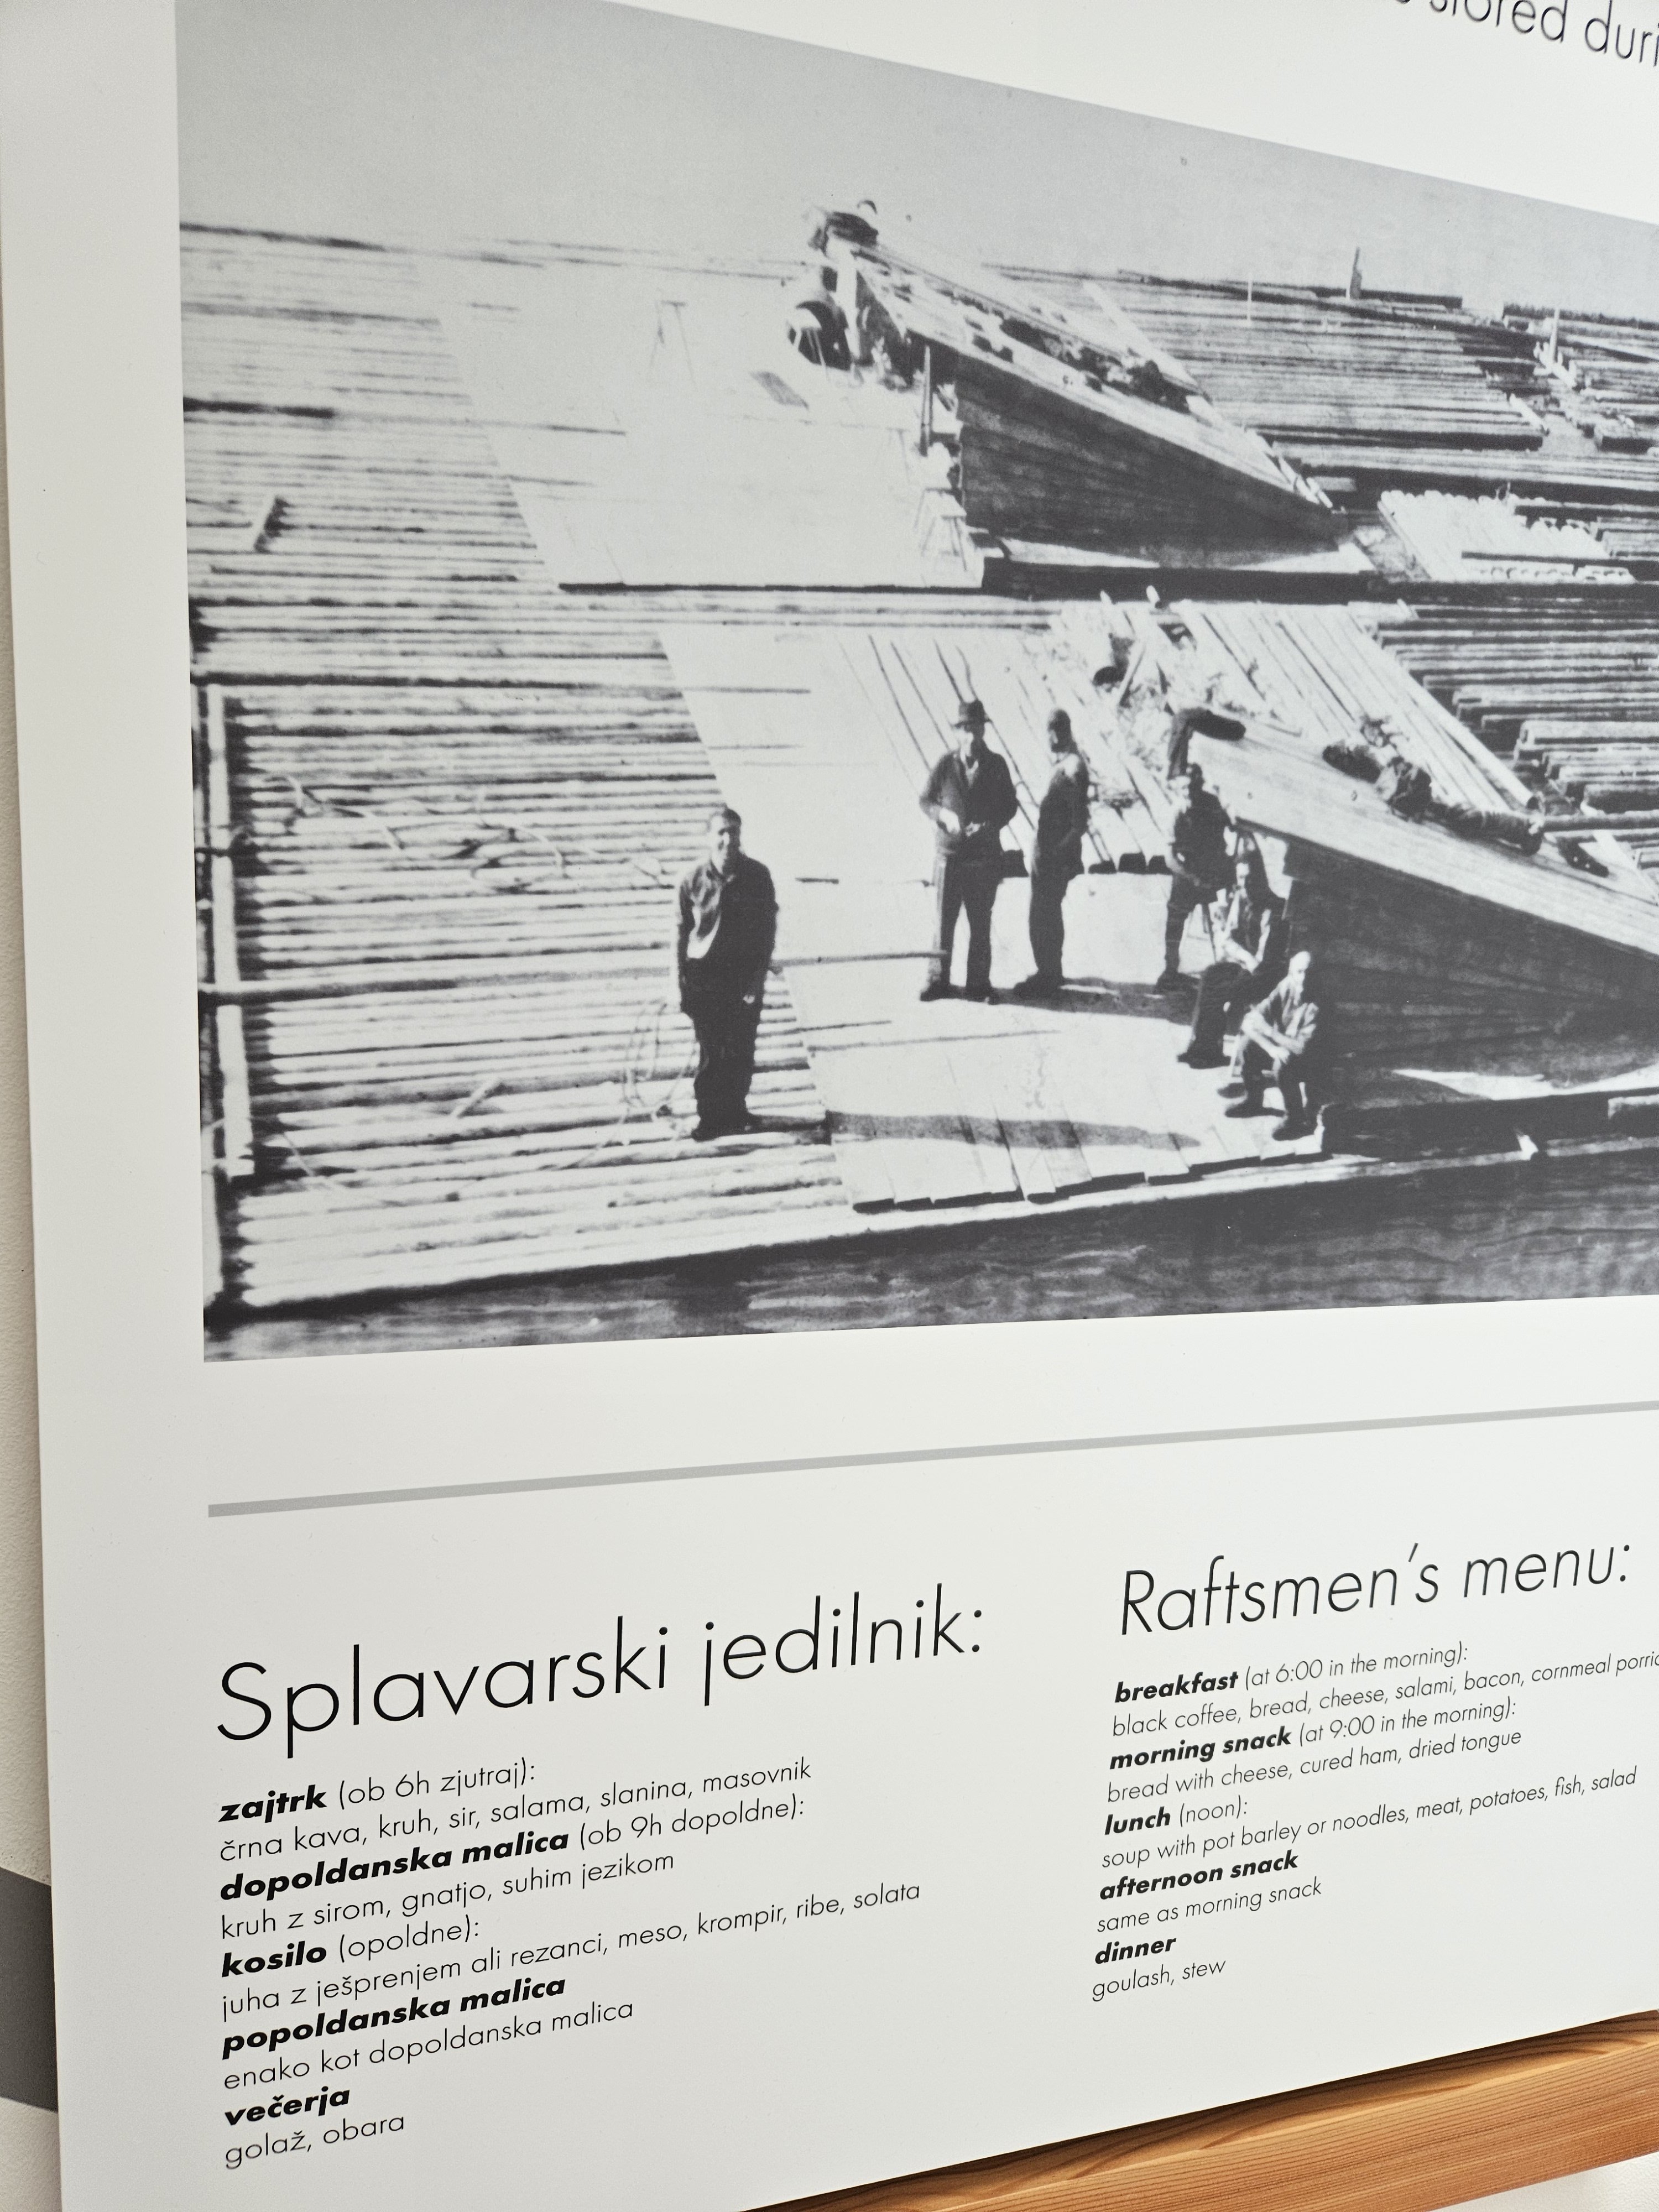 stored duri
Splavarski jedilnik:
zajtrk (ob 6h zjutraj):
črna kava, kruh, sir, salama, slanina, masovnik
dopoldanska malica (ob 9h dopoldne):
kruh z sirom, gnatjo, suhim jezikom
kosilo (opoldne):
juha z ješprenjem ali rezanci, meso, krompir, ribe, solata
popoldanska malica
enako kot dopoldanska malica
večerja
golaž, obara
Raftsmen's menu:
breakfast (at 6:00 in the morning):
black coffee, bread, cheese, salami, bacon, cornmeal porri
morning snack (at 9:00 in the morning):
bread with cheese, cured ham, dried tongue
lunch (noon):
soup with pot barley or noodles, meat, potatoes, fish, salad
afternoon snack
same as morning snack
dinner
goulash, stew